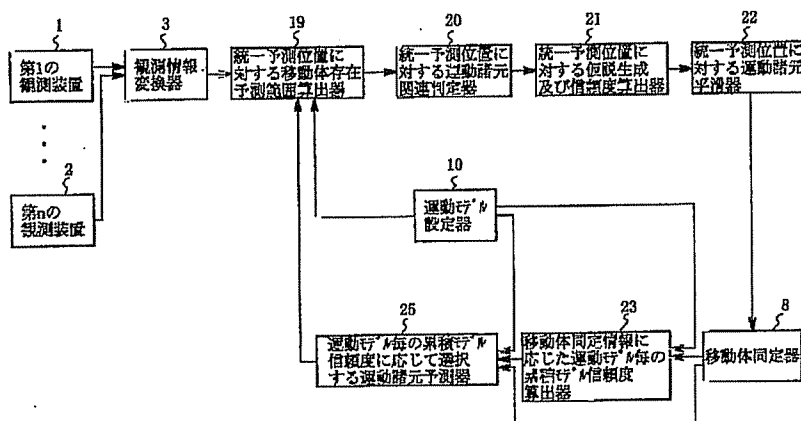 1
第1の
観測装置
2
第nの
観測装置
3
観測情報
変換器
19
統一予測位置に
対する移動体存在
予測範囲算出器
20
統一予測位置に
対する運動諸元
関連判定器
21
統一予測位置に
対する仮説生成
及び信頼度算出器
22
統一予測位置に
対する運動諸元
平滑器
10
運動モデル
設定器
25
運動モデル毎の累積モデル
信頼度に応じて選択
する運動諸元予測器
23
移動体同定情報に
応じた運動モデル毎の
累積モデル信頼度
算出器
8
移動体同定器